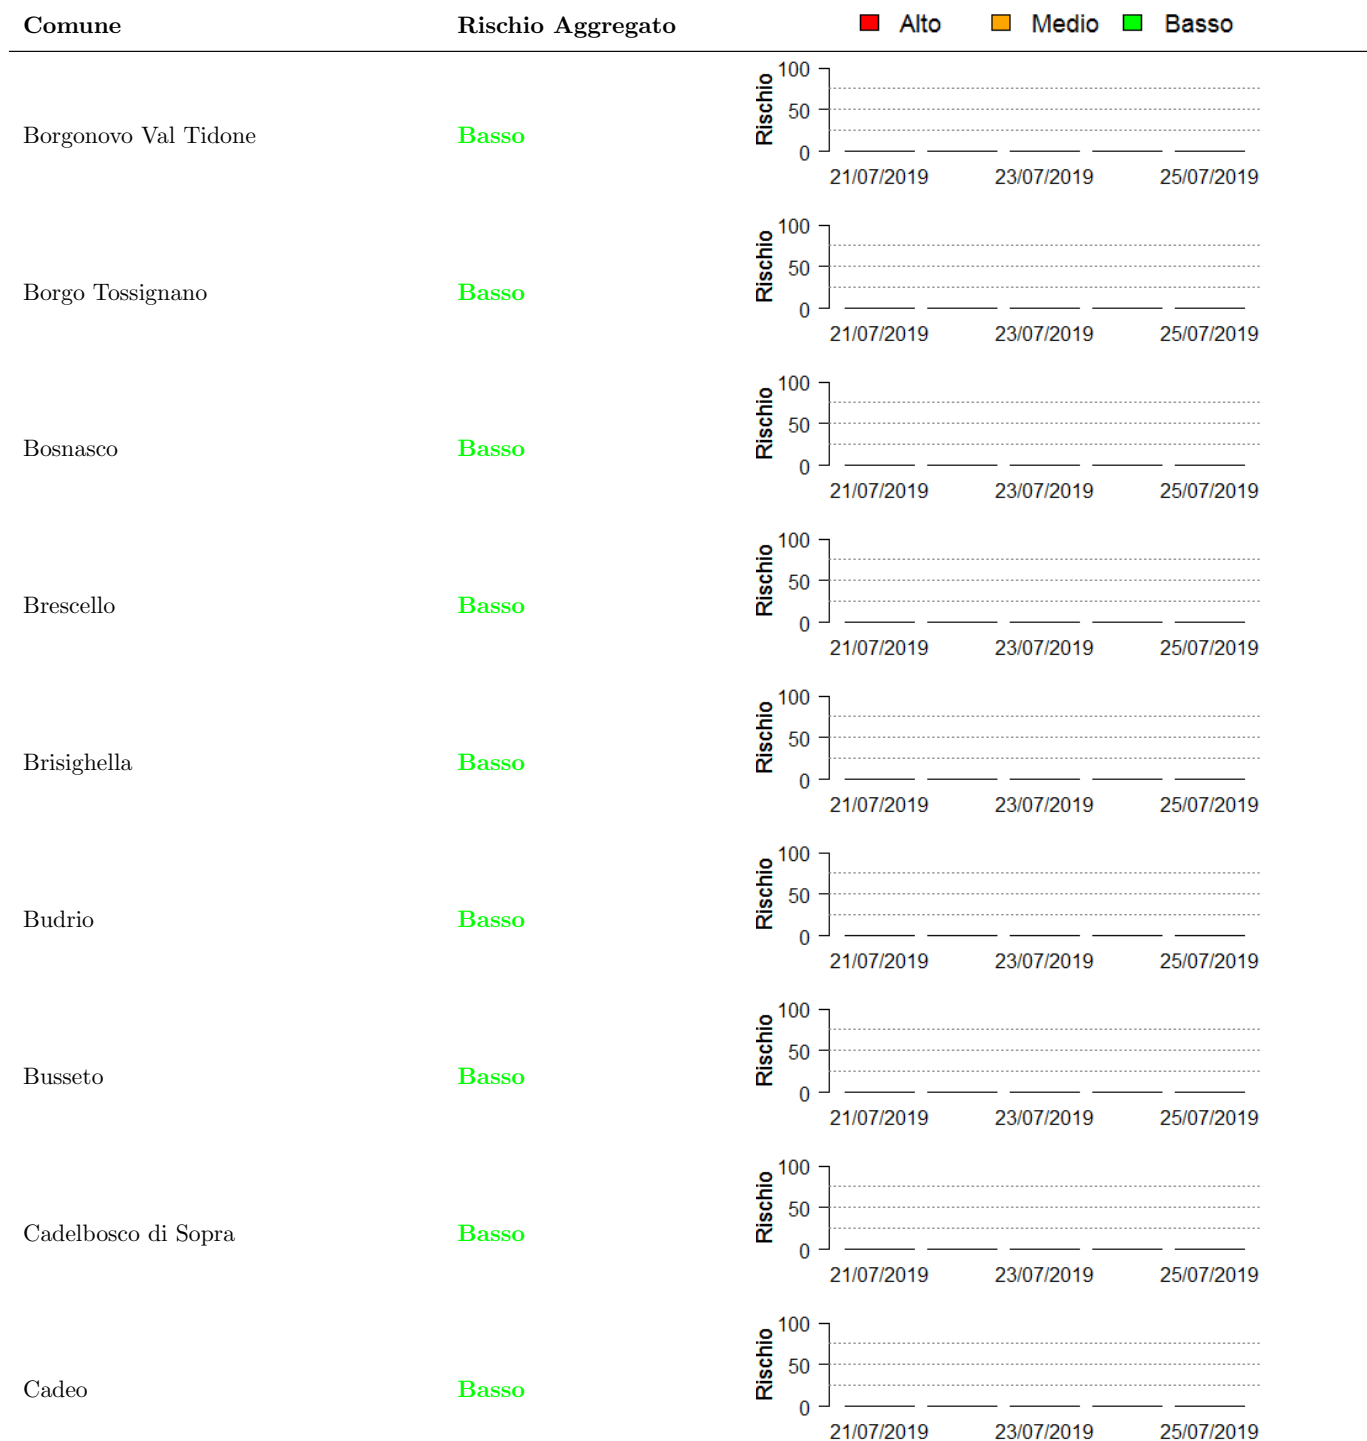 Comune Rischio Aggregato Alto Medio Basso
100
50
0
Rischio
Borgonovo Val Tidone Basso
21/07/2019 23/07/2019 25/07/2019
100
50
0
Rischio
Borgo Tossignano Basso
21/07/2019 23/07/2019 25/07/2019
100
50
0
Rischio
Bosnasco Basso
21/07/2019 23/07/2019 25/07/2019
100
50
0
Rischio
Brescello Basso
21/07/2019 23/07/2019 25/07/2019
100
50
0
Rischio
Brisighella Basso
21/07/2019 23/07/2019 25/07/2019
100
50
0
Rischio
Budrio Basso
21/07/2019 23/07/2019 25/07/2019
100
50
0
Rischio
Busseto Basso
21/07/2019 23/07/2019 25/07/2019
100
50
0
Rischio
Cadelbosco di Sopra Basso
21/07/2019 23/07/2019 25/07/2019
100
50
0
Rischio
Cadeo Basso
21/07/2019 23/07/2019 25/07/2019